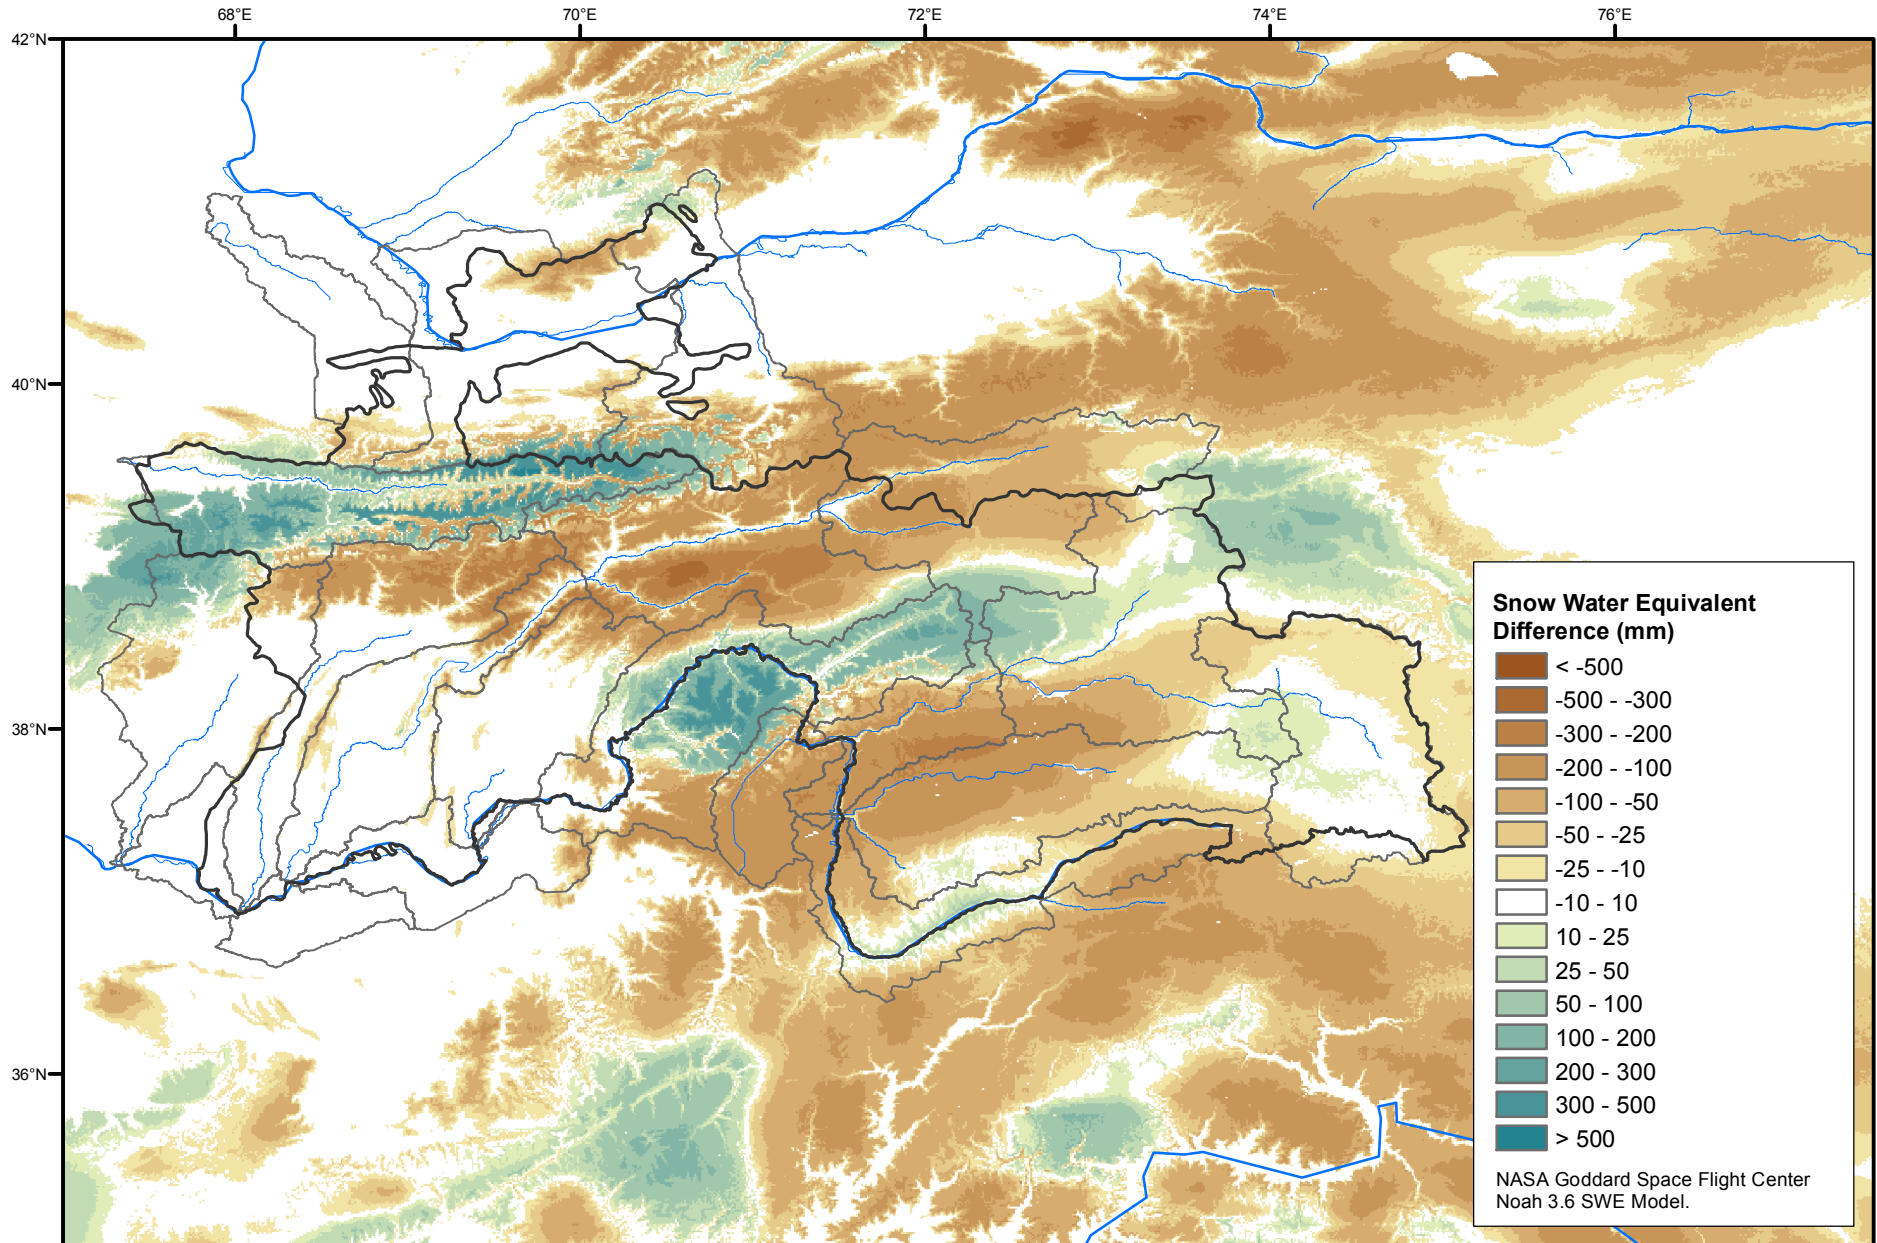 68°E
70°E
72°E
74°E
76°E
42°N
40°N
38°N
36°N
Snow Water Equivalent
Difference (mm)
< -500
-500 - -300
-300 - -200
-200 - -100
-100 - -50
-50 - -25
-25 - -10
-10 - 10
10 - 25
25 - 50
50 - 100
100 - 200
200 - 300
300 - 500
> 500
NASA Goddard Space Flight Center
Noah 3.6 SWE Model.